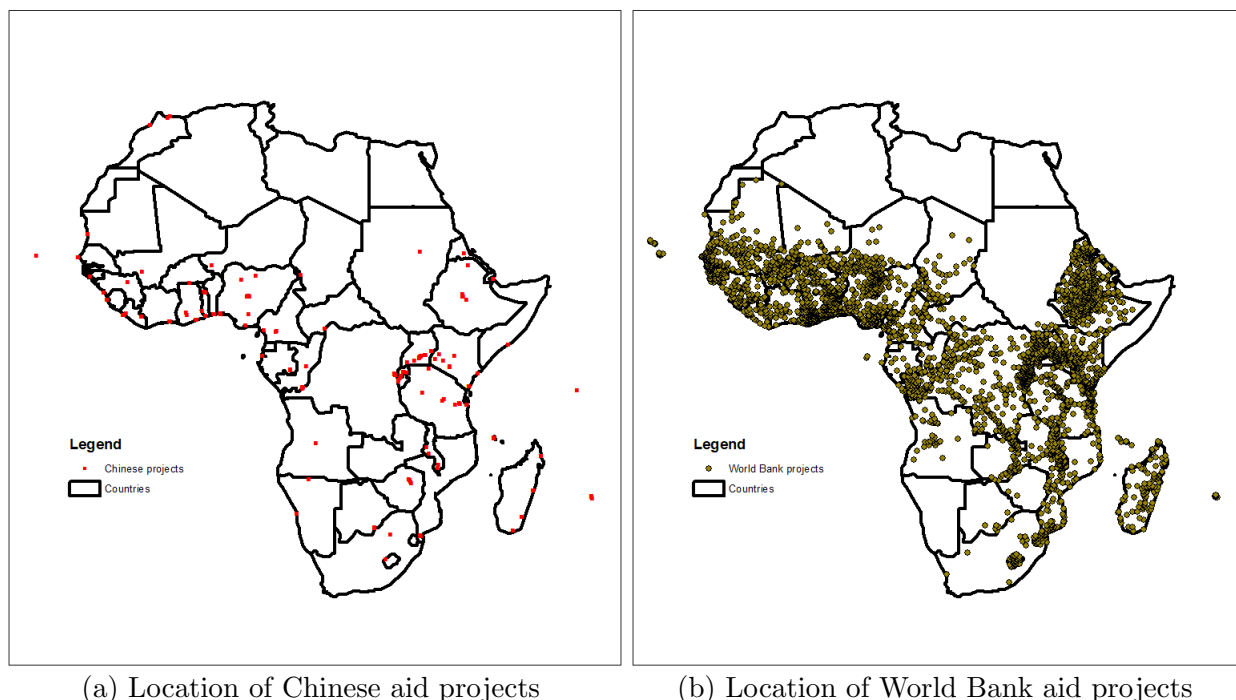 Legend
Chinese projects
Countries
(a) Location of Chinese aid projects
Legend
World Bank projects
Countries
(b) Location of World Bank aid projects